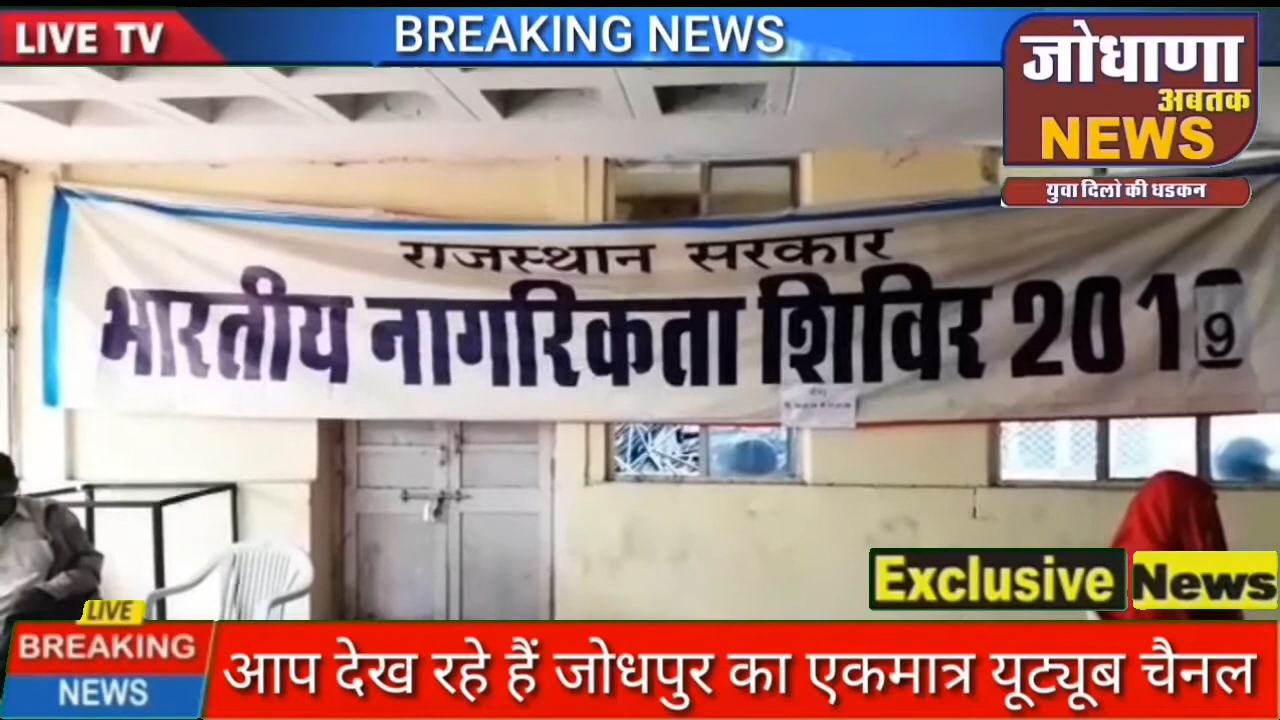 LIVE TV
BREAKING NEWS
जोधाणा
अबतक
NEWS
युवा दिलो की धडकन
राजस्थान सरकार
भारतीय नागरिकता शिविर 2019
Exclusive News
LIVE
BREAKING
NEWS
आप देख रहे हैं जोधपुर का एकमात्र यूट्यूब चैनल